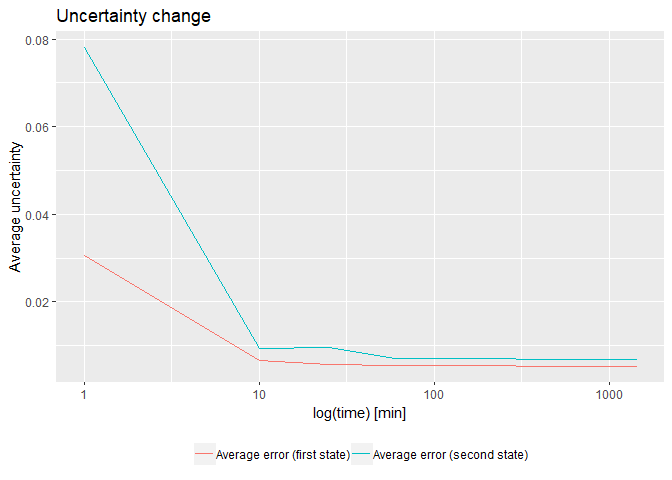 Uncertainty change
0.08
0.06
0.04
0.02
Average uncertainty
1 10 100 1000
log(time) [min]
Average error (first state) Average error (second state)